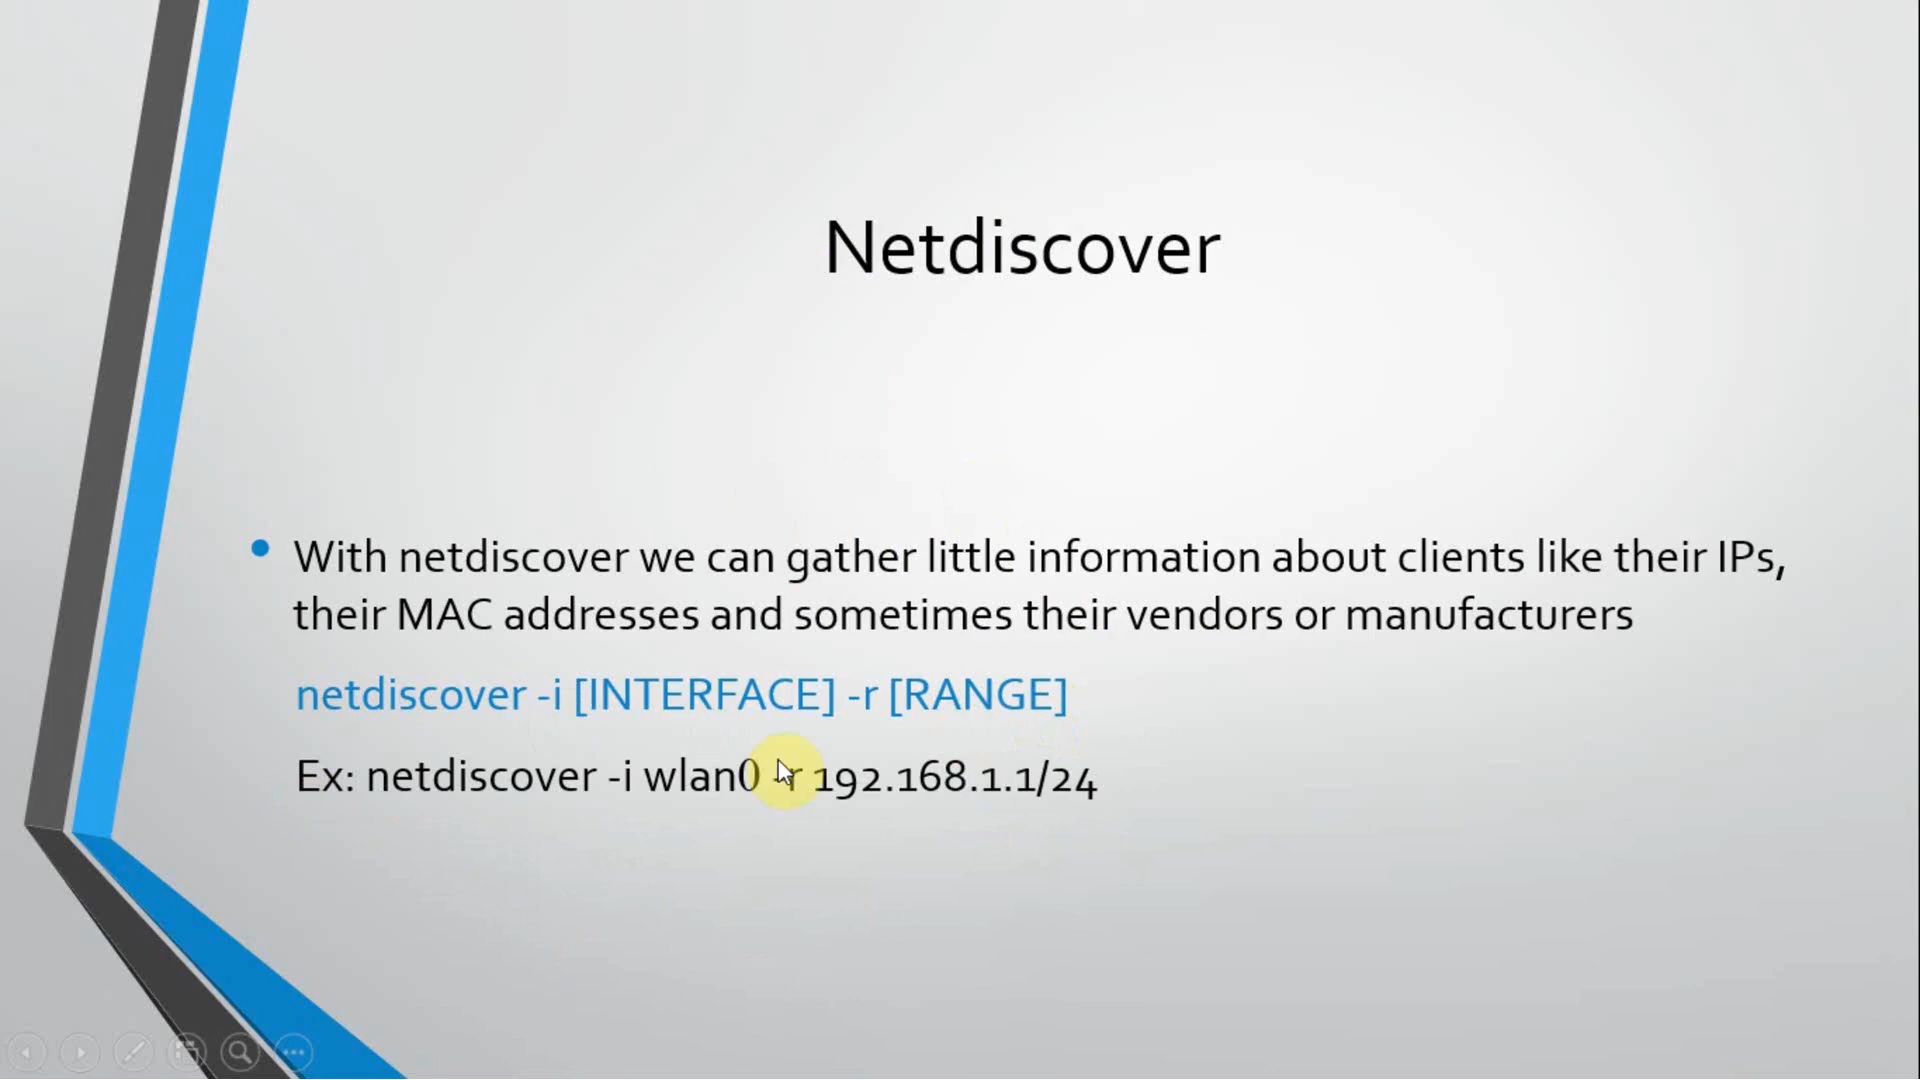 Netdiscover
With netdiscover we can gather little information about clients like their IPs,
their MAC addresses and sometimes their vendors or manufacturers
netdiscover -i [INTERFACE] -r [RANGE]
Ex: netdiscover -i wlan0 -r 192.168.1.1/24